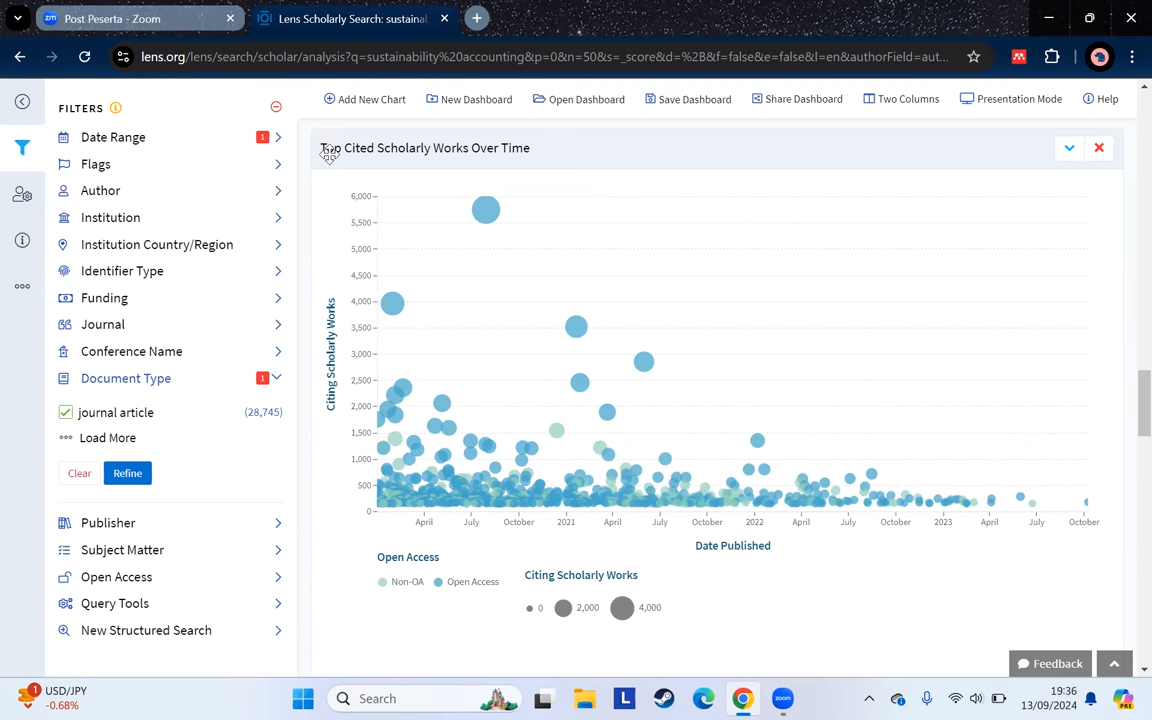 Post Peserta - Zoom
Lens Scholarly Search: sustaina
lens.org/lens/search/scholar/analysis?q=sustainability%20accounting&p=0&n=50&s=_score&d=%2B&f=false&e=false&l=en&authorField=aut...
FILTERS
Date Range 1
Flags
Author
Institution
Institution Country/Region
Identifier Type
Funding
Journal
Conference Name
Document Type 1
journal article (28,745)
Load More
Clear Refine
Publisher
Subject Matter
Open Access
Query Tools
New Structured Search
Add New Chart New Dashboard Open Dashboard Save Dashboard Share Dashboard Two Columns Presentation Mode Help
Top Cited Scholarly Works Over Time
6,000
5,500
5,000
4,500
4,000
3,500
3,000
2,500
2,000
1,500
1,000
500
0
Citing Scholarly Works
April July October 2021 April July October 2022 April July October 2023 April July October
Date Published
Open Access
Non-OA Open Access
Citing Scholarly Works
0 2,000 4,000
Feedback
1
USD/JPY
-0.68%
Search
L
zoom
19:36
13/09/2024
PRE